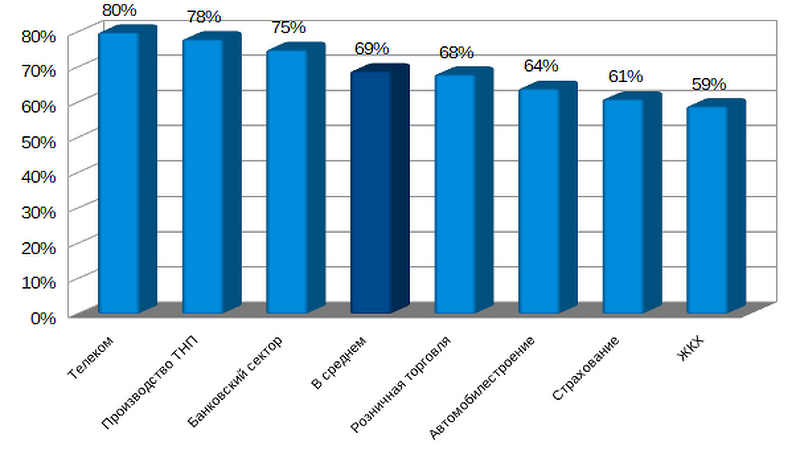 80%
78%
75%
69%
68%
64%
61%
59%
80%
70%
60%
50%
40%
30%
20%
10%
0%
Телеком
Производство ТНП
Банковский сектор
В среднем
Розничная торговля
Автомобилестроение
Страхование
ЖКХ